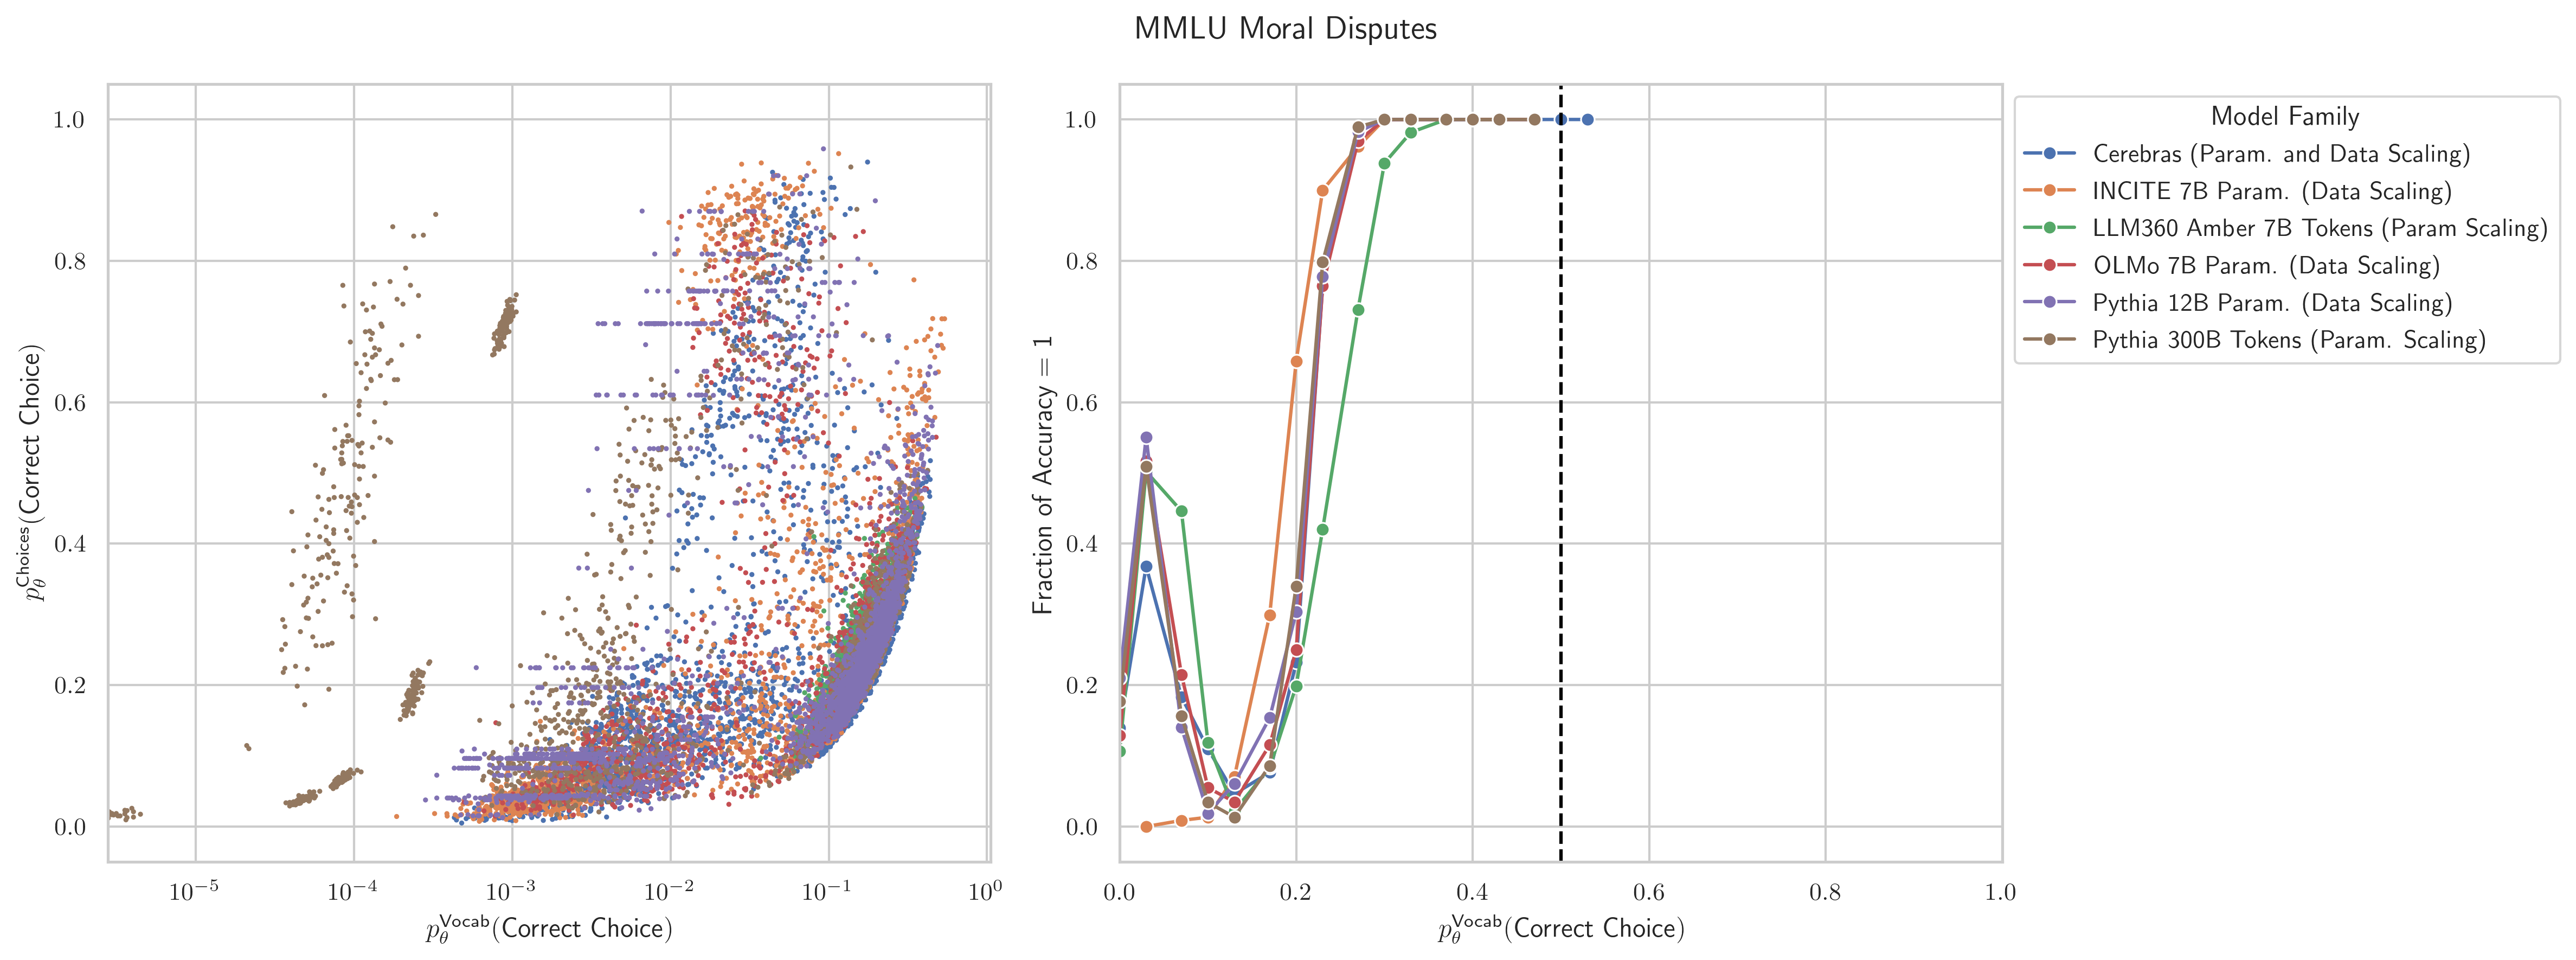 MMLU Moral Disputes
1.0
0.8
0.6
0.4
0.2
0.0
p_θ^Choices(Correct Choice)
10^−5 10^−4 10^−3 10^−2 10^−1 10^0
p_θ^Vocab(Correct Choice)
1.0
0.8
0.6
0.4
0.2
0.0
Fraction of Accuracy = 1
0.0 0.2 0.4 0.6 0.8 1.0
p_θ^Vocab(Correct Choice)
Model Family
Cerebras (Param. and Data Scaling)
INCITE 7B Param. (Data Scaling)
LLM360 Amber 7B Tokens (Param Scaling)
OLMo 7B Param. (Data Scaling)
Pythia 12B Param. (Data Scaling)
Pythia 300B Tokens (Param. Scaling)